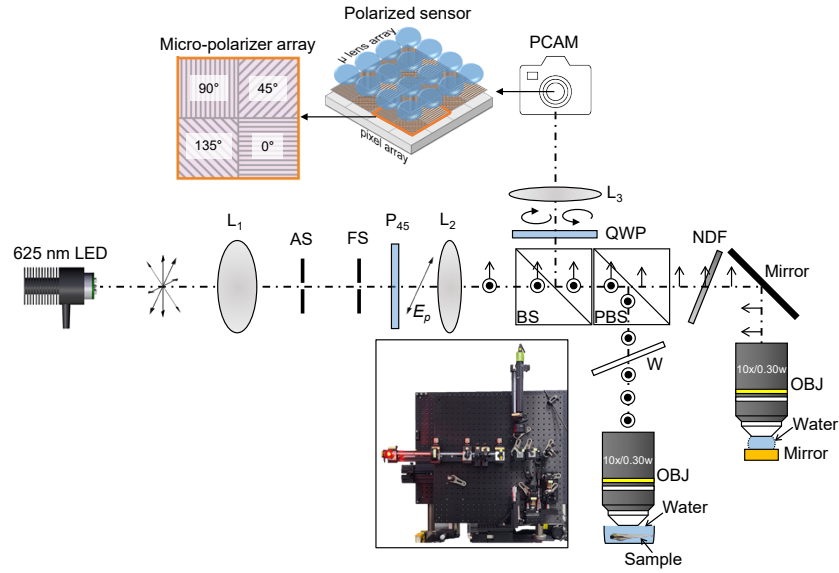 Polarized sensor
PCAM
Micro-polarizer array
μ lens array
90°
45°
135°
0°
pixel array
L3
QWP
NDF
Mirror
625 nm LED
L1
AS
FS
P45
L2
Ep
BS
PBS
W
10x/0.30w
OBJ
Water
Mirror
10x/0.30w
OBJ
Water
Sample